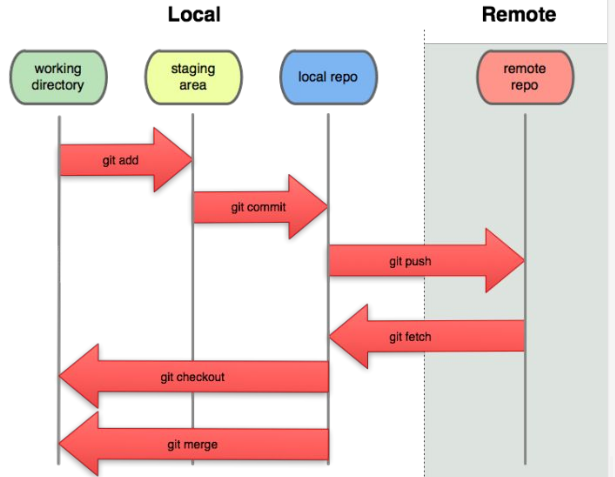 Local
Remote
working
directory
staging
area
local repo
remote
repo
git add
git commit
git push
git fetch
git checkout
git merge